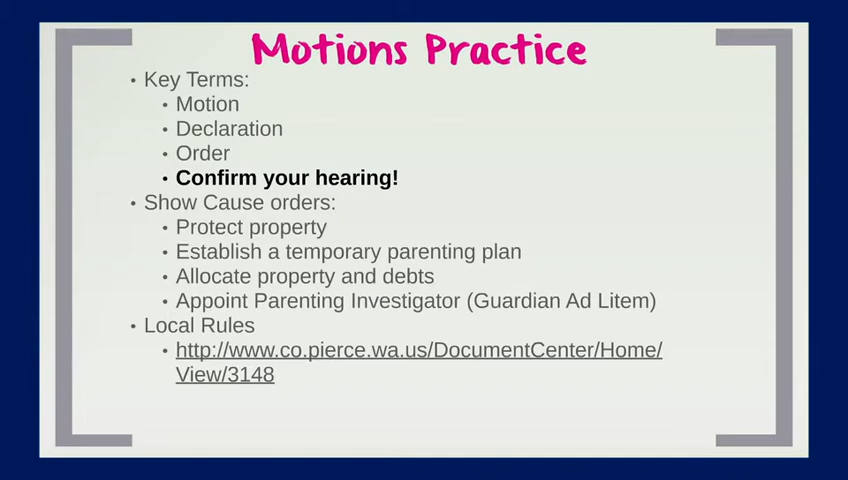 Motions Practice
• Key Terms:
• Motion
• Declaration
• Order
• Confirm your hearing!
• Show Cause orders:
• Protect property
• Establish a temporary parenting plan
• Allocate property and debts
• Appoint Parenting Investigator (Guardian Ad Litem)
• Local Rules
• http://www.co.pierce.wa.us/DocumentCenter/Home/
View/3148